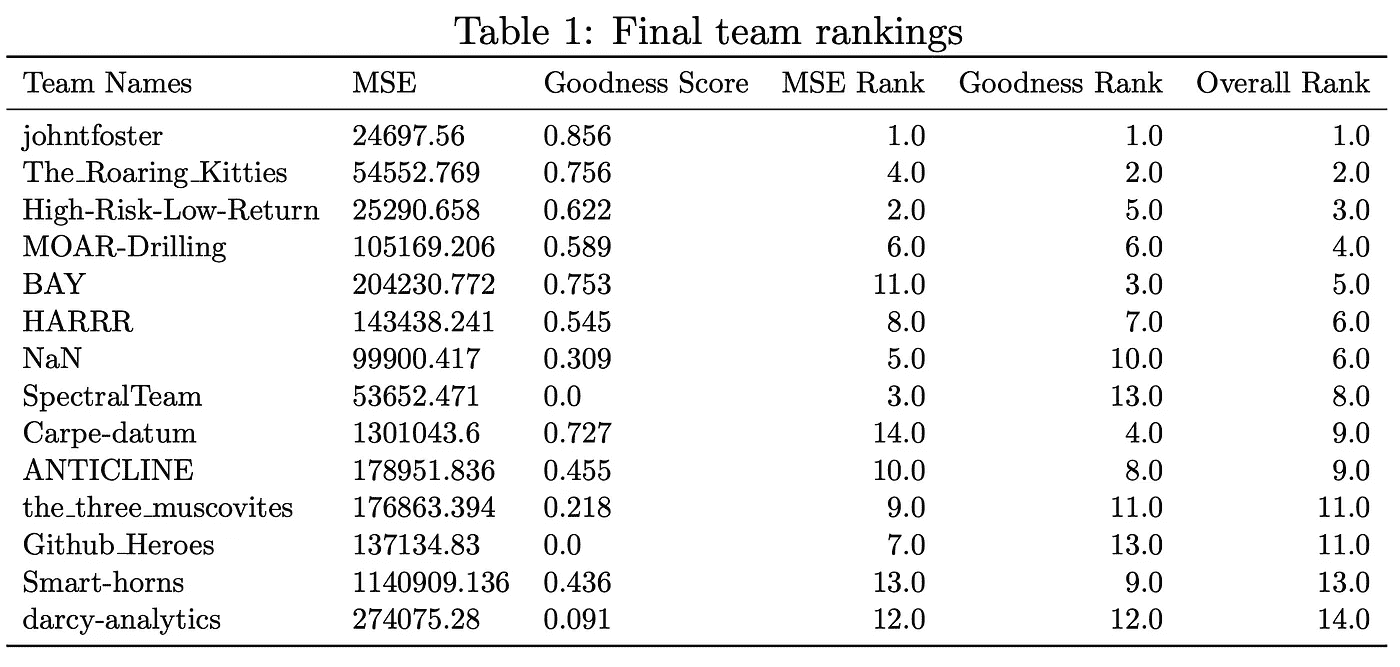 Table 1: Final team rankings
Team Names MSE Goodness Score MSE Rank Goodness Rank Overall Rank
johntfoster 24697.56 0.856 1.0 1.0 1.0
The_Roaring_Kitties 54552.769 0.756 4.0 2.0 2.0
High-Risk-Low-Return 25290.658 0.622 2.0 5.0 3.0
MOAR-Drilling 105169.206 0.589 6.0 6.0 4.0
BAY 204230.772 0.753 11.0 3.0 5.0
HARRR 143438.241 0.545 8.0 7.0 6.0
NaN 99900.417 0.309 5.0 10.0 6.0
SpectralTeam 53652.471 0.0 3.0 13.0 8.0
Carpe-datum 1301043.6 0.727 14.0 4.0 9.0
ANTICLINE 178951.836 0.455 10.0 8.0 9.0
the_three_muscovites 176863.394 0.218 9.0 11.0 11.0
Github_Heroes 137134.83 0.0 7.0 13.0 11.0
Smart-horns 1140909.136 0.436 13.0 9.0 13.0
darcy-analytics 274075.28 0.091 12.0 12.0 14.0